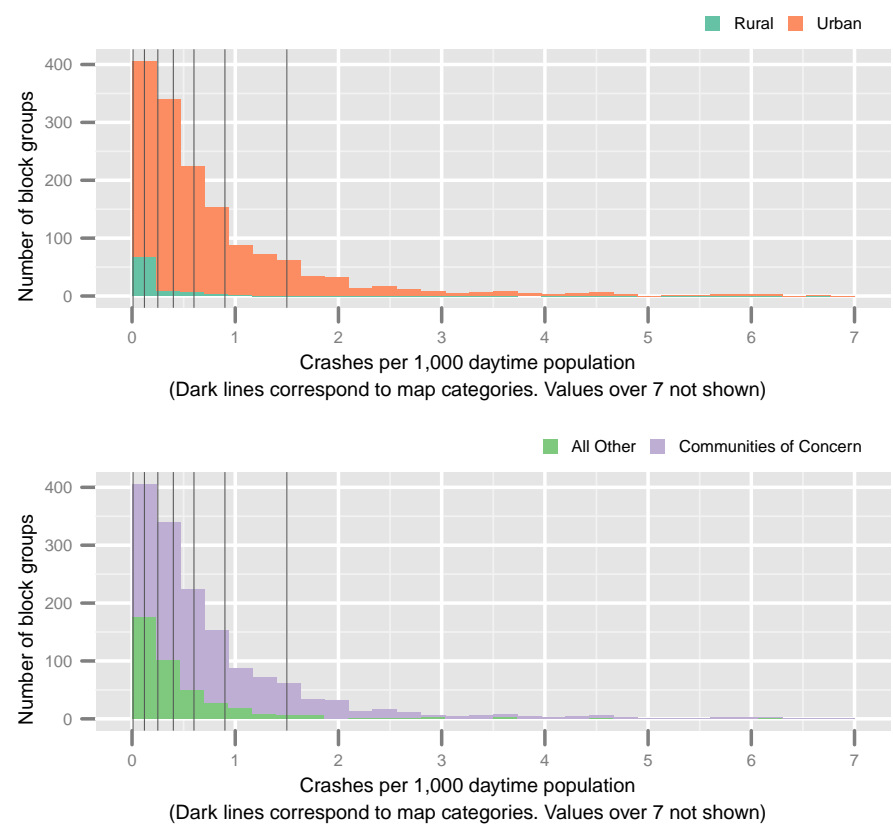 Rural Urban
Number of block groups
400
300
200
100
0
0 1 2 3 4 5 6 7
Crashes per 1,000 daytime population
(Dark lines correspond to map categories. Values over 7 not shown)
All Other Communities of Concern
Number of block groups
400
300
200
100
0
0 1 2 3 4 5 6 7
Crashes per 1,000 daytime population
(Dark lines correspond to map categories. Values over 7 not shown)